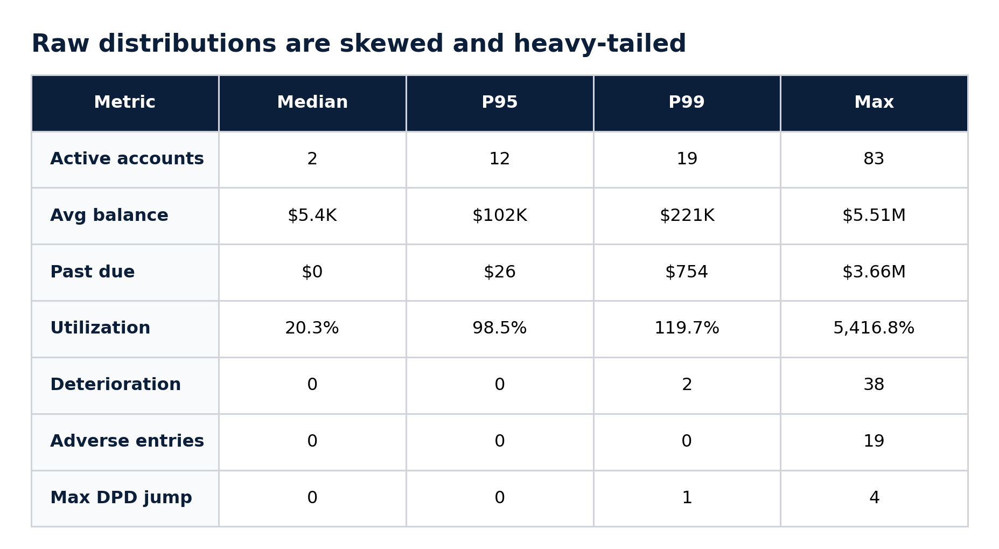 Raw distributions are skewed and heavy-tailed
Metric Median P95 P99 Max
Active accounts 2 12 19 83
Avg balance $5.4K $102K $221K $5.51M
Past due $0 $26 $754 $3.66M
Utilization 20.3% 98.5% 119.7% 5,416.8%
Deterioration 0 0 2 38
Adverse entries 0 0 0 19
Max DPD jump 0 0 1 4